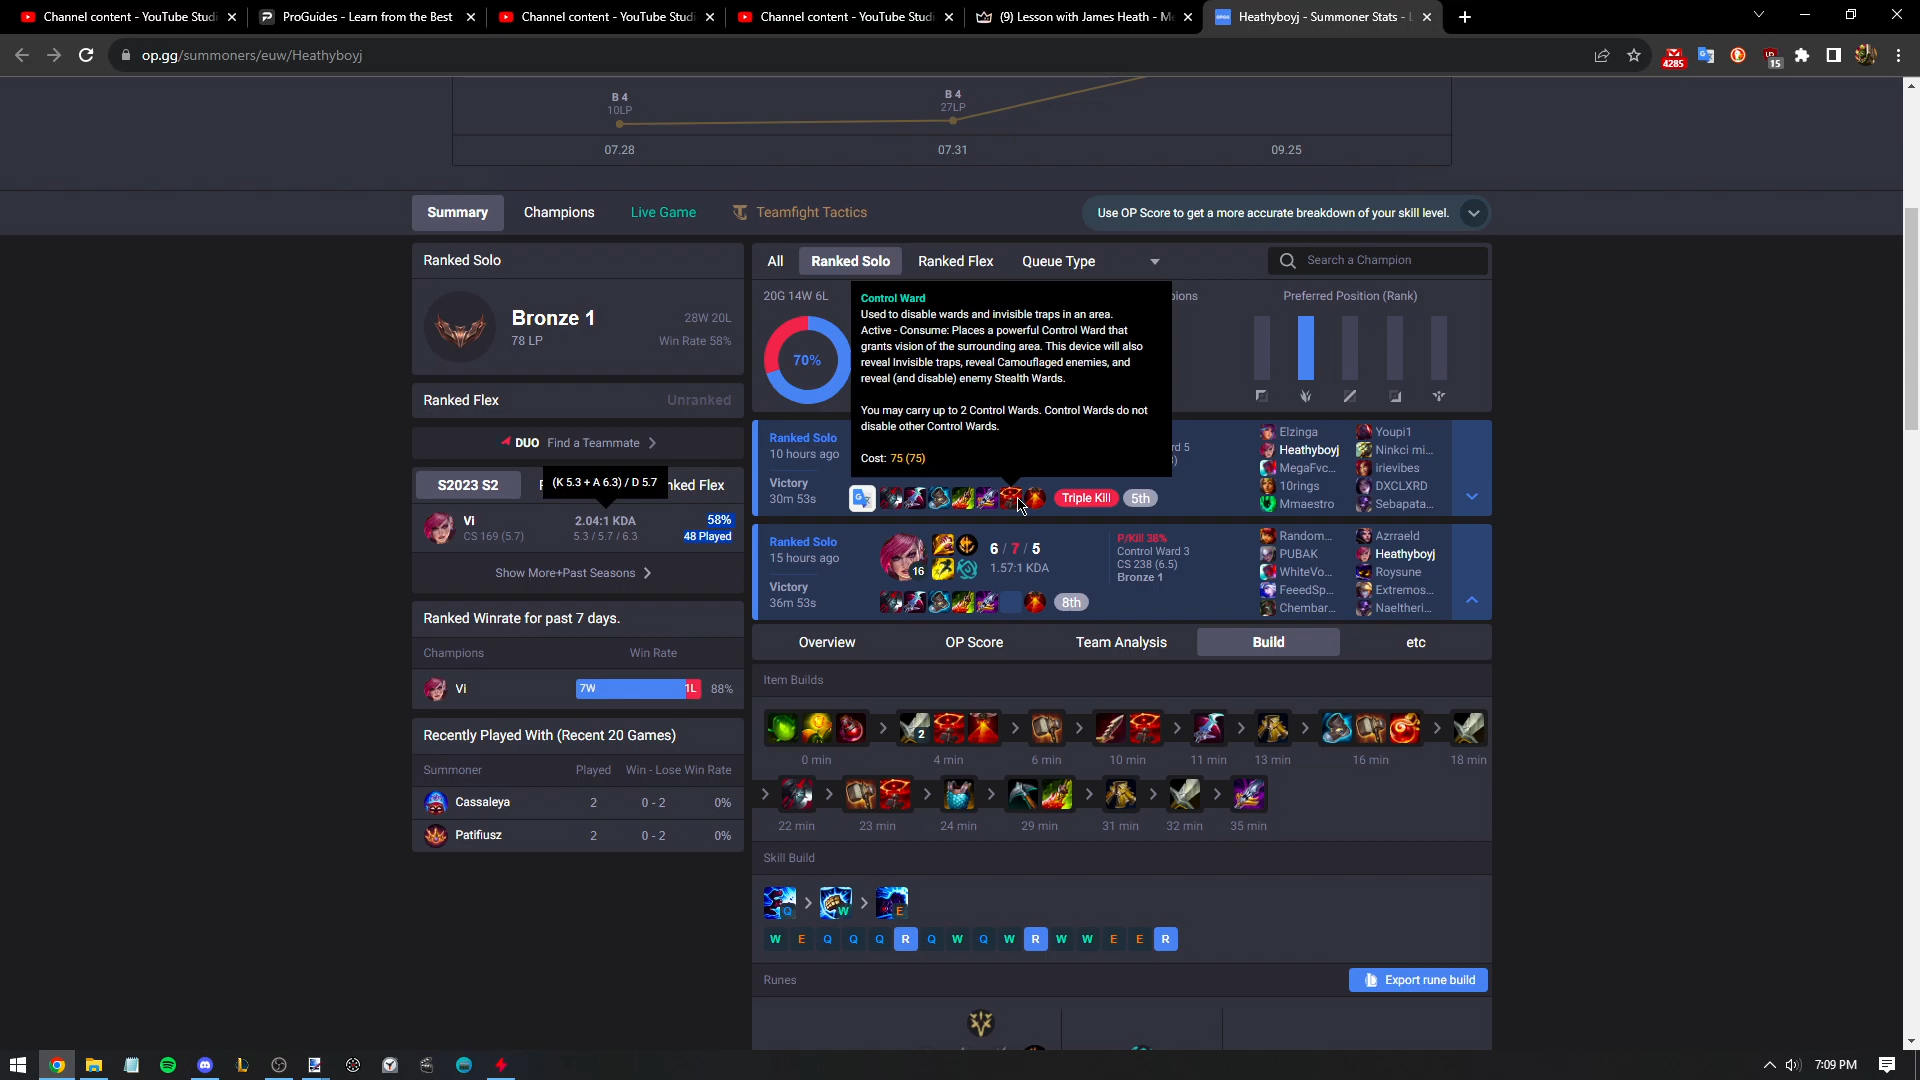 Channel content - YouTube Studi
ProGuides - Learn from the Best
Channel content - YouTube Studi
Channel content - YouTube Studi
(9) Lesson with James Heath - M
Heathyboyj - Summoner Stats - L
op.gg/summoners/euw/Heathyboyj
4285
15
B 4
10LP
B 4
27LP
07.28
07.31
09.25
Summary
Champions
Live Game
Teamfight Tactics
Use OP Score to get a more accurate breakdown of your skill level.
Ranked Solo
Bronze 1
28W 20L
78 LP
Win Rate 58%
Ranked Flex
Unranked
DUO Find a Teammate
S2023 S2
nked Flex
(K 5.3 + A 6.3) / D 5.7
Vi
CS 169 (5.7)
2.04:1 KDA
5.3 / 5.7 / 6.3
58%
48 Played
Show More+Past Seasons
Ranked Winrate for past 7 days.
Champions
Win Rate
Vi
7W
1L
88%
Recently Played With (Recent 20 Games)
Summoner
Played
Win - Lose
Win Rate
Cassaleya
2
0 - 2
0%
Patifiusz
2
0 - 2
0%
All
Ranked Solo
Ranked Flex
Queue Type
Search a Champion
20G 14W 6L
70%
pions
Preferred Position (Rank)
Control Ward
Used to disable wards and invisible traps in an area.
Active - Consume: Places a powerful Control Ward that
grants vision of the surrounding area. This device will also
reveal Invisible traps, reveal Camouflaged enemies, and
reveal (and disable) enemy Stealth Wards.
You may carry up to 2 Control Wards. Control Wards do not
disable other Control Wards.
Cost: 75 (75)
Ranked Solo
10 hours ago
Victory
30m 53s
rd 5
Triple Kill
5th
Elzinga
Heathyboyj
MegaFvc...
10rings
Mmaestro
Youpi1
Ninkci mi...
irievibes
DXCLXRD
Sebapata...
Ranked Solo
15 hours ago
Victory
36m 53s
16
6 / 7 / 5
1.57:1 KDA
P/Kill 38%
Control Ward 3
CS 238 (6.5)
Bronze 1
8th
Random...
PUBAK
WhiteVo...
FeeedSp...
Chembar...
Azrraeld
Heathyboyj
Roysune
Extremos...
Naeltheri...
Overview
OP Score
Team Analysis
Build
etc
Item Builds
2
0 min
4 min
6 min
10 min
11 min
13 min
16 min
18 min
22 min
23 min
24 min
29 min
31 min
32 min
35 min
Skill Build
Q
W
E
W E Q Q Q R Q W Q W R W W E E R
Runes
Export rune build
7:09 PM